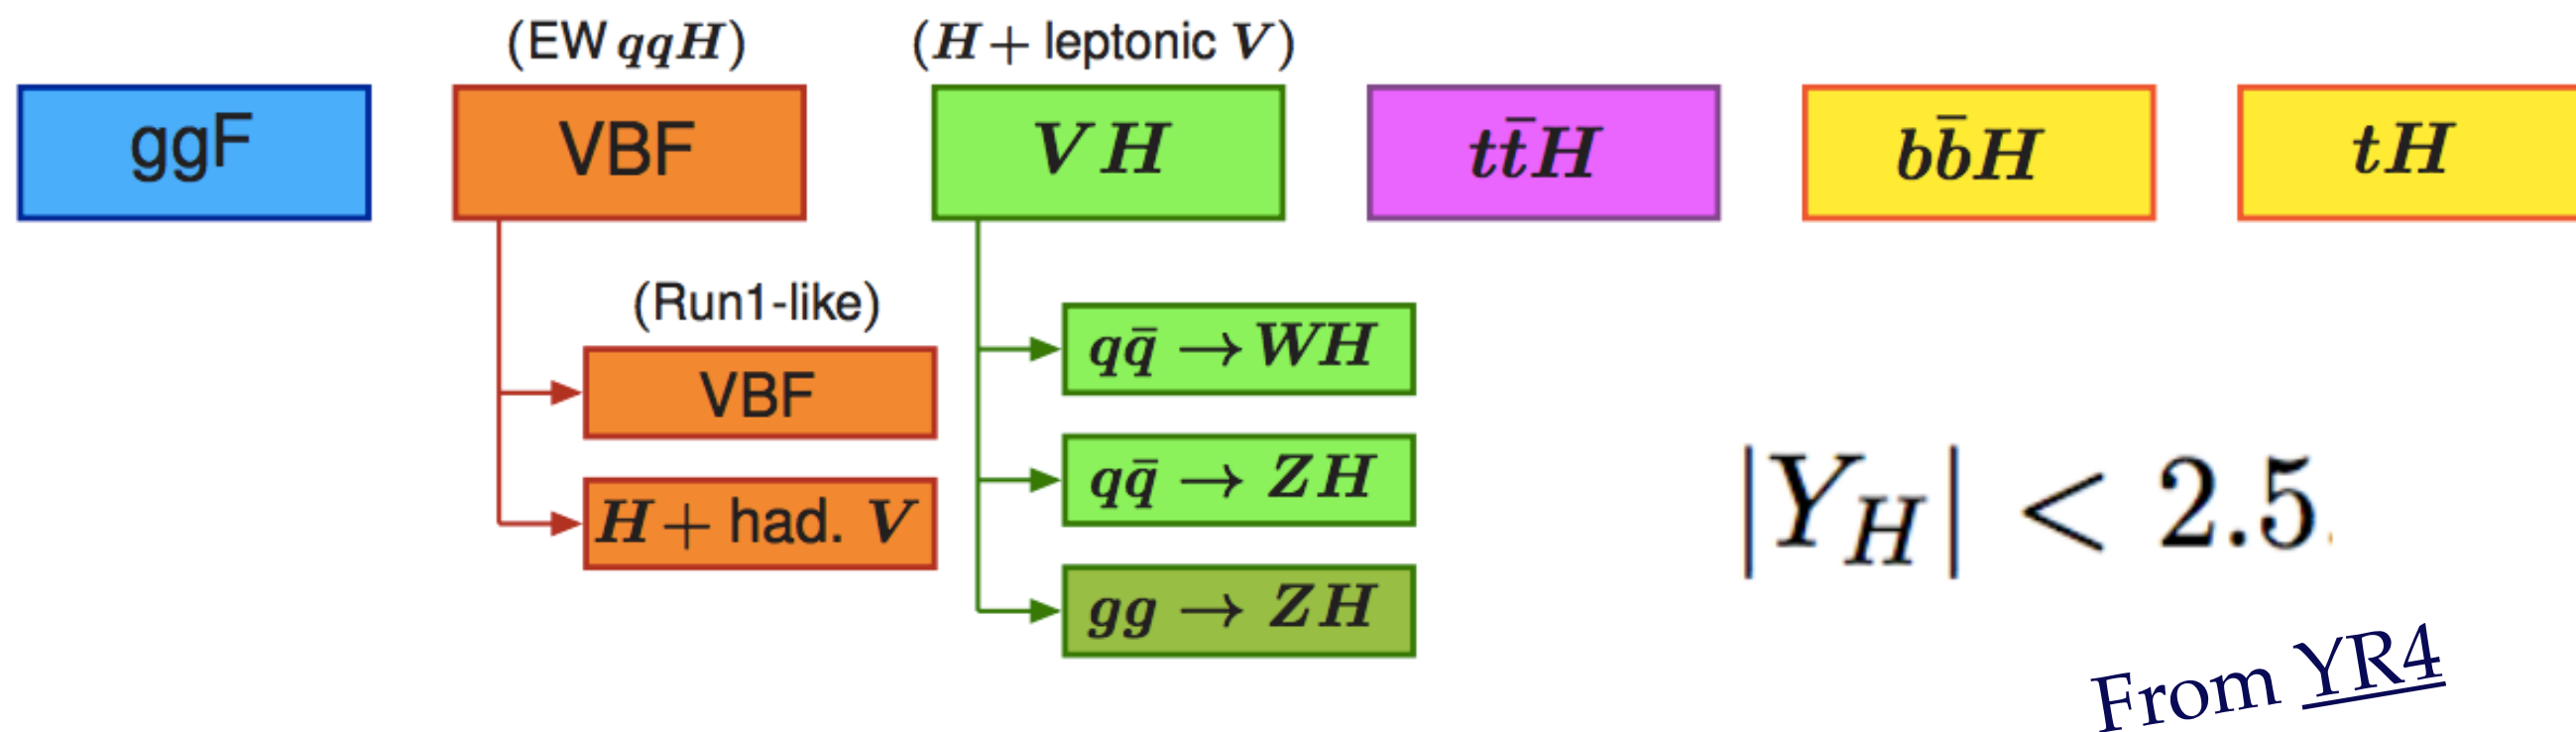 (EW qqH)
(H + leptonic V)
ggF
VBF
VH
tt̄H
bb̄H
tH
(Run1-like)
VBF
H + had. V
qq̄ → WH
qq̄ → ZH
gg → ZH
|Y_H| < 2.5.
From YR4